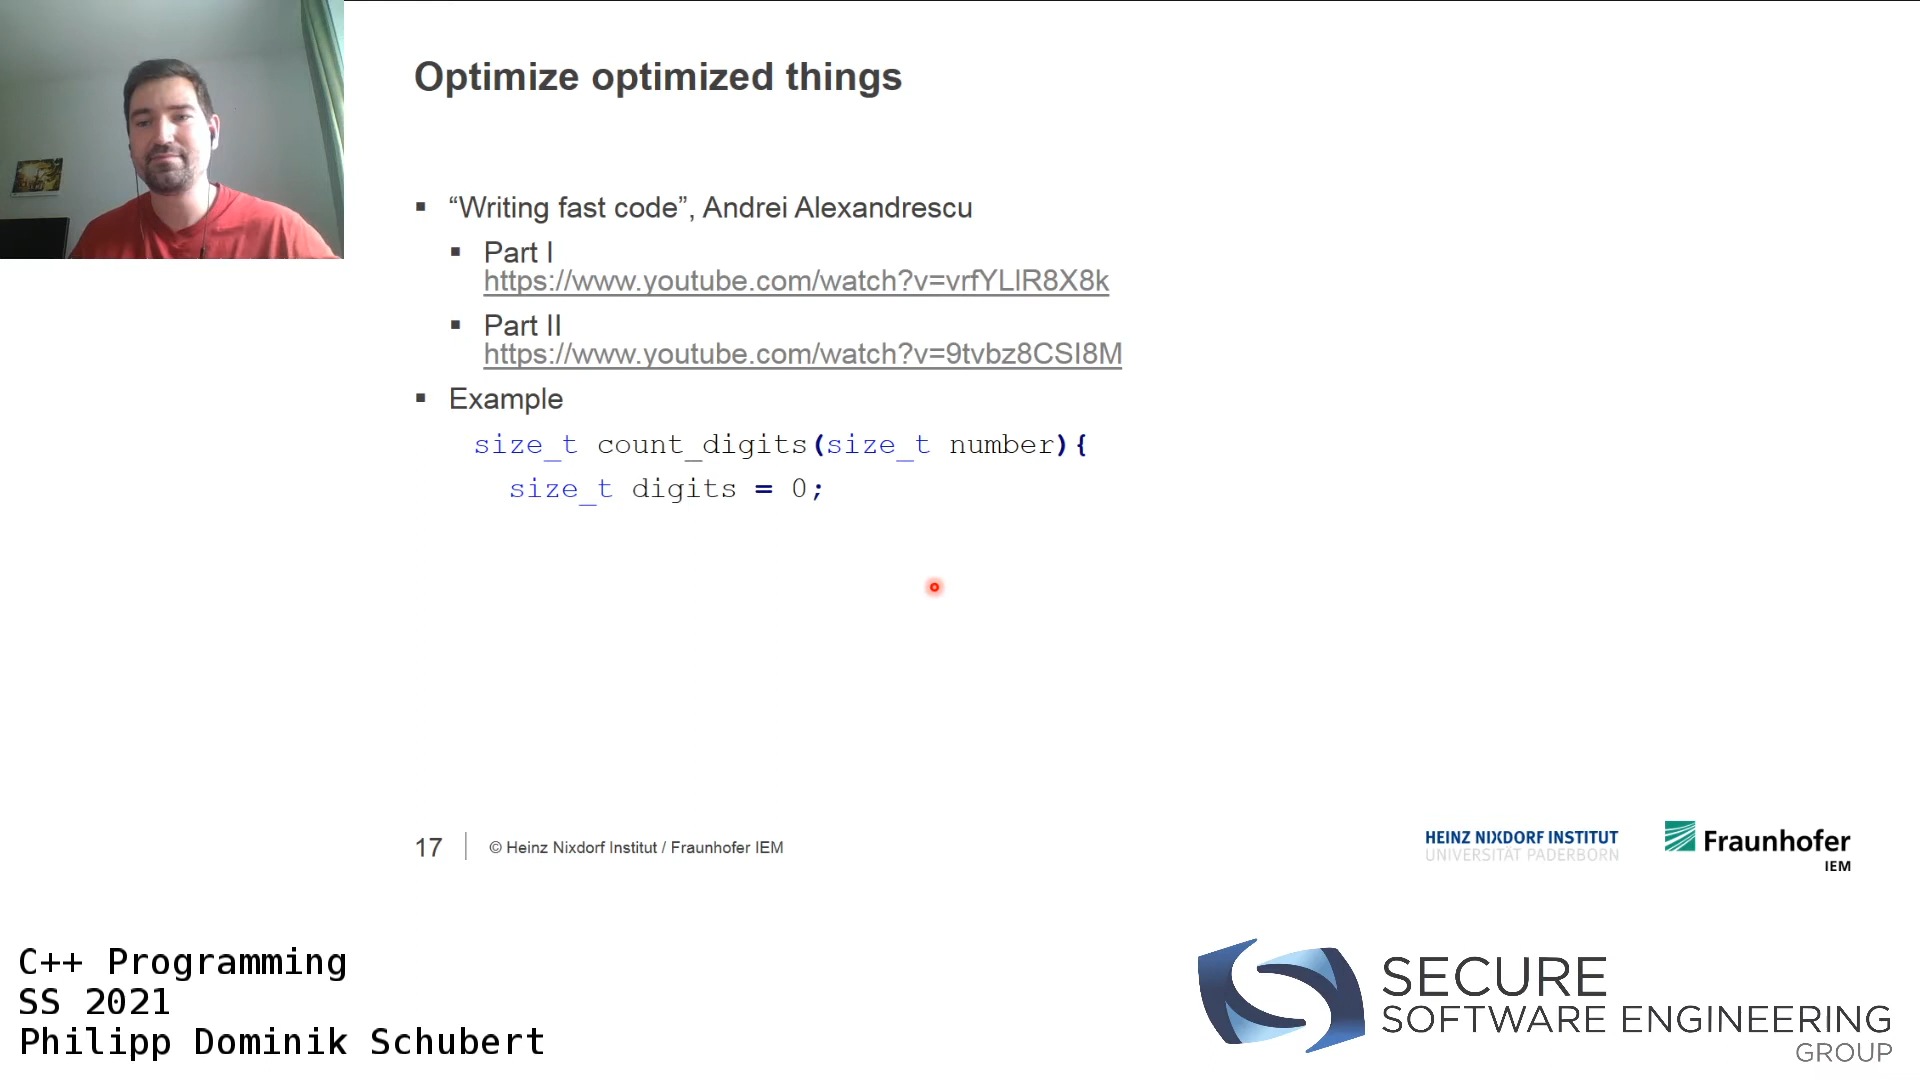 Optimize optimized things
▪ “Writing fast code”, Andrei Alexandrescu
▪ Part I
https://www.youtube.com/watch?v=vrfYLlR8X8k
▪ Part II
https://www.youtube.com/watch?v=9tvbz8CSI8M
▪ Example
size_t count_digits(size_t number){
size_t digits = 0;
17 © Heinz Nixdorf Institut / Fraunhofer IEM
HEINZ NIXDORF INSTITUT
UNIVERSITÄT PADERBORN
Fraunhofer
IEM
C++ Programming
SS 2021
Philipp Dominik Schubert
SECURE
SOFTWARE ENGINEERING
GROUP